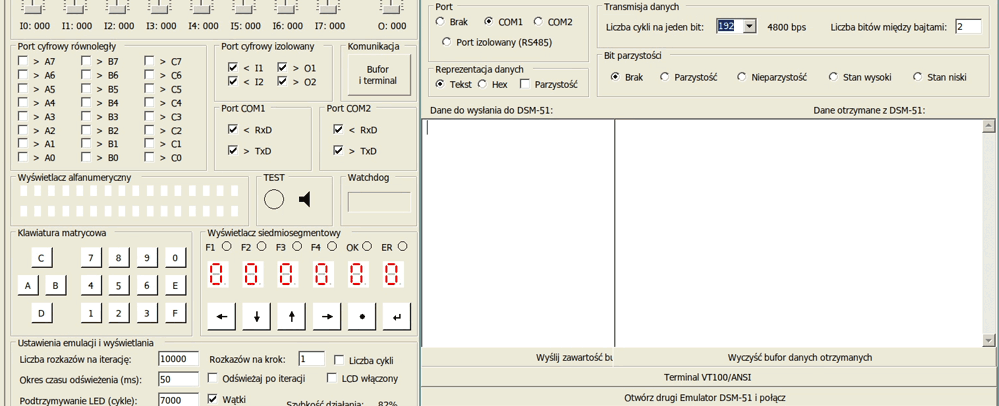 I0: 000 I1: 000 I2: 000 I3: 000 I4: 000 I5: 000 I6: 000 I7: 000 O: 000
Port cyfrowy równoległy
> A7 > B7 > C7
> A6 > B6 > C6
> A5 > B5 > C5
> A4 > B4 > C4
> A3 > B3 > C3
> A2 > B2 > C2
> A1 > B1 > C1
> A0 > B0 > C0
Port cyfrowy izolowany
< I1 > O1
< I2 > O2
Komunikacja
Bufor
i terminal
Port COM1
< RxD
> TxD
Port COM2
< RxD
> TxD
Wyświetlacz alfanumeryczny
TEST
Watchdog
Klawiatura matrycowa
C 7 8 9 0
A B 4 5 6 E
D 1 2 3 F
Wyświetlacz siedmiosegmentowy
F1 F2 F3 F4 OK ER
0. 0. 0. 0. 0. 0.
Ustawienia emulacji i wyświetlania
Liczba rozkazów na iterację: 10000 Rozkazów na krok: 1 Liczba cykli
Okres czasu odświeżenia (ms): 50 Odświeżaj po iteracji LCD włączony
Podtrzymywanie LED (cykle): 7000 Wątki Szybkość działania: 82%
Port
Brak COM1 COM2
Port izolowany (RS485)
Transmisja danych
Liczba cykli na jeden bit: 192 4800 bps Liczba bitów między bajtami: 2
Reprezentacja danych
Tekst Hex Parzystość
Bit parzystości
Brak Parzystość Nieparzystość Stan wysoki Stan niski
Dane do wysłania do DSM-51: Dane otrzymane z DSM-51:
Wyślij zawartość bu Wyczyść bufor danych otrzymanych
Terminal VT100/ANSI
Otwórz drugi Emulator DSM-51 i połącz